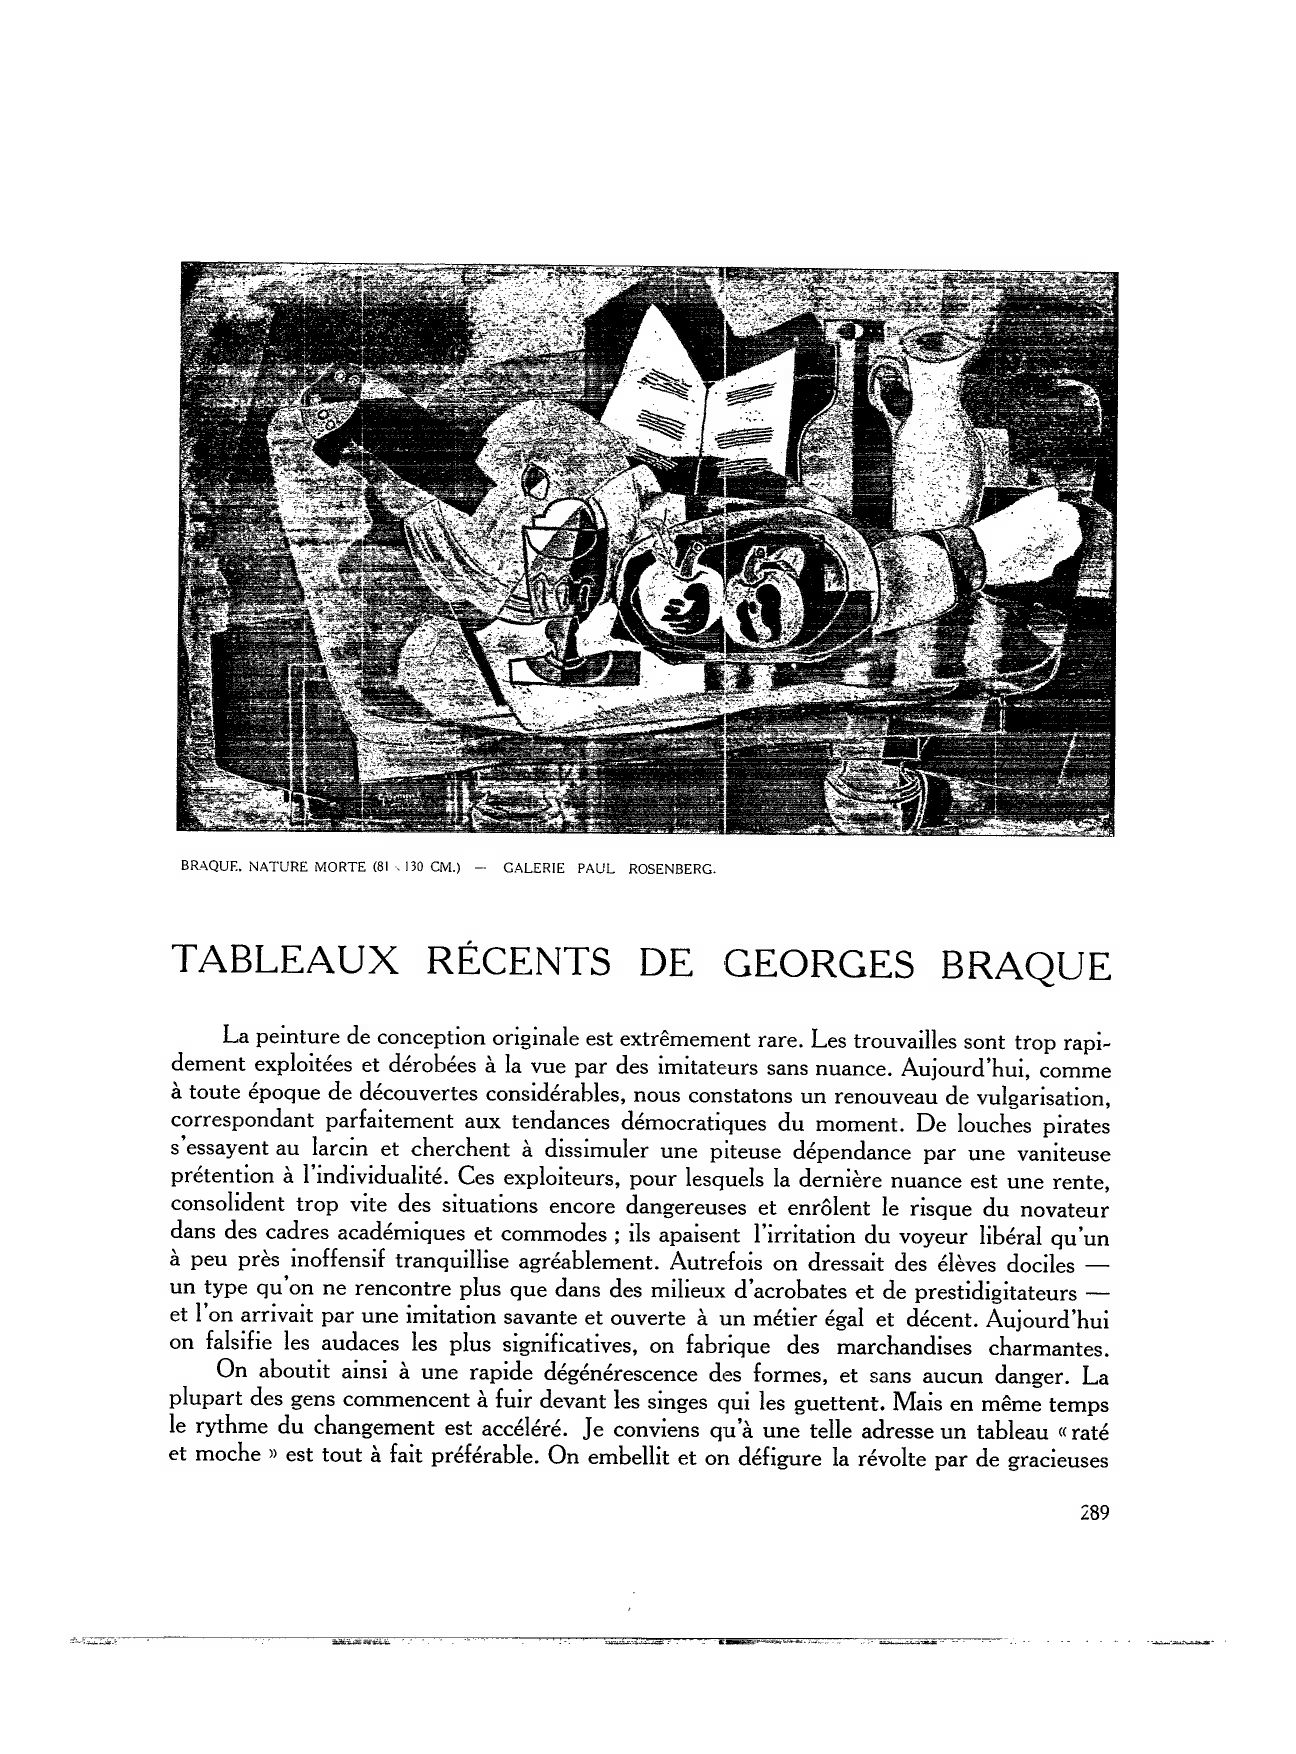 BRAQUE. NATURE MORTE (81 × 130 CM.) — GALERIE PAUL ROSENBERG.
TABLEAUX RÉCENTS DE GEORGES BRAQUE
La peinture de conception originale est extrêmement rare. Les trouvailles sont trop rapi-
dement exploitées et dérobées à la vue par des imitateurs sans nuance. Aujourd'hui, comme
à toute époque de découvertes considérables, nous constatons un renouveau de vulgarisation,
correspondant parfaitement aux tendances démocratiques du moment. De louches pirates
s'essayent au larcin et cherchent à dissimuler une piteuse dépendance par une vaniteuse
prétention à l'individualité. Ces exploiteurs, pour lesquels la dernière nuance est une rente,
consolident trop vite des situations encore dangereuses et enrôlent le risque du novateur
dans des cadres académiques et commodes ; ils apaisent l'irritation du voyeur libéral qu'un
à peu près inoffensif tranquillise agréablement. Autrefois on dressait des élèves dociles —
un type qu'on ne rencontre plus que dans des milieux d'acrobates et de prestidigitateurs —
et l'on arrivait par une imitation savante et ouverte à un métier égal et décent. Aujourd'hui
on falsifie les audaces les plus significatives, on fabrique des marchandises charmantes.
On aboutit ainsi à une rapide dégénérescence des formes, et sans aucun danger. La
plupart des gens commencent à fuir devant les singes qui les guettent. Mais en même temps
le rythme du changement est accéléré. Je conviens qu'à une telle adresse un tableau « raté
et moche » est tout à fait préférable. On embellit et on défigure la révolte par de gracieuses
289